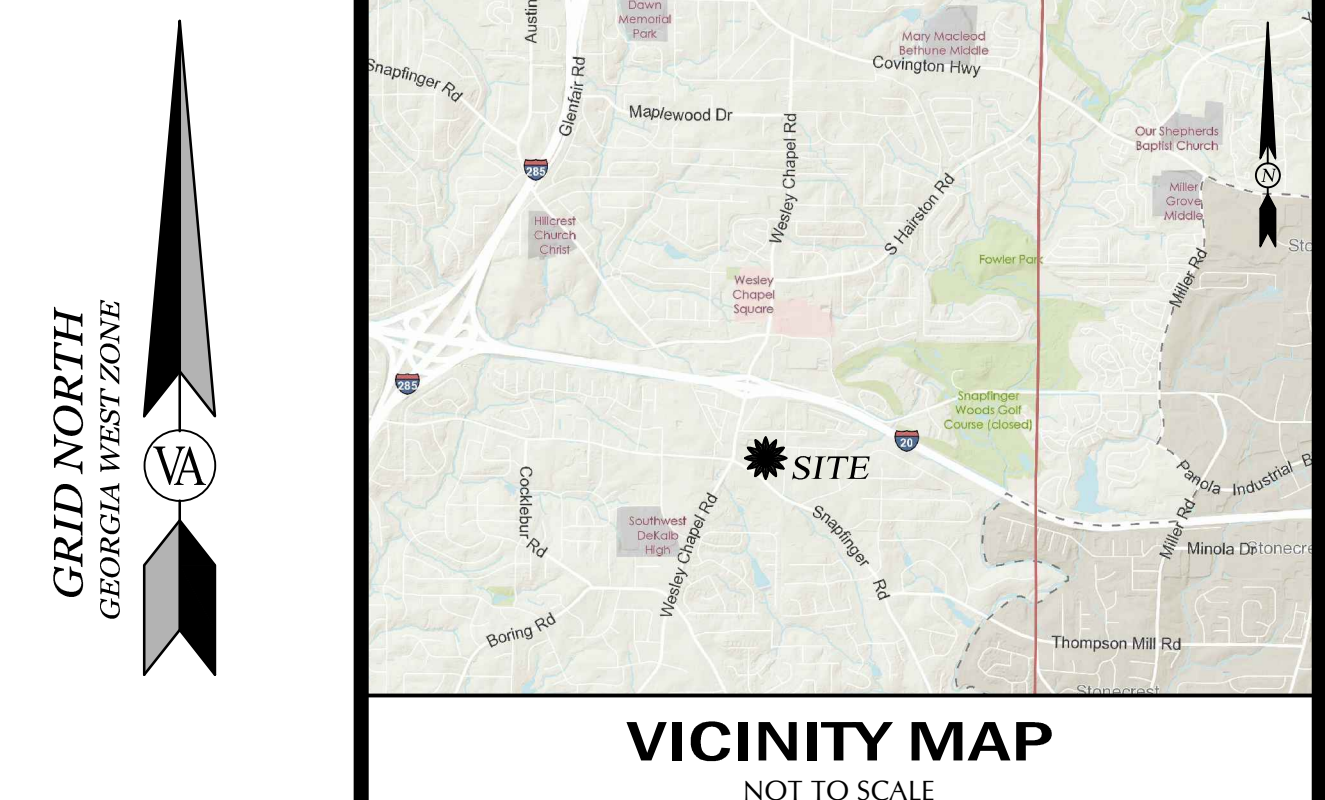 GRID NORTH
GEORGIA WEST ZONE
VA
Austin
Dawn
Memorial
Park
Mary Macleod
Bethune Middle
Covington Hwy
Snapfinger Rd
Glenfair Rd
Maplewood Dr
Wesley Chapel Rd
Our Shepherds
Baptist Church
N
285
Miller
Grove
Middle
S Hairston Rd
Hillcrest
Church
Christ
Sto
Fowler Park
Miller Rd
Wesley
Chapel
Square
285
Snapfinger
Woods Golf
Course (closed)
20
SITE
Panola Industrial B
Cocklebur Rd
Southwest
DeKalb
High
Wesley Chapel Rd
Snapfinger Rd
Miller Rd
Minola Dr
Stonecre
Boring Rd
Thompson Mill Rd
Stonecrest
VICINITY MAP
NOT TO SCALE